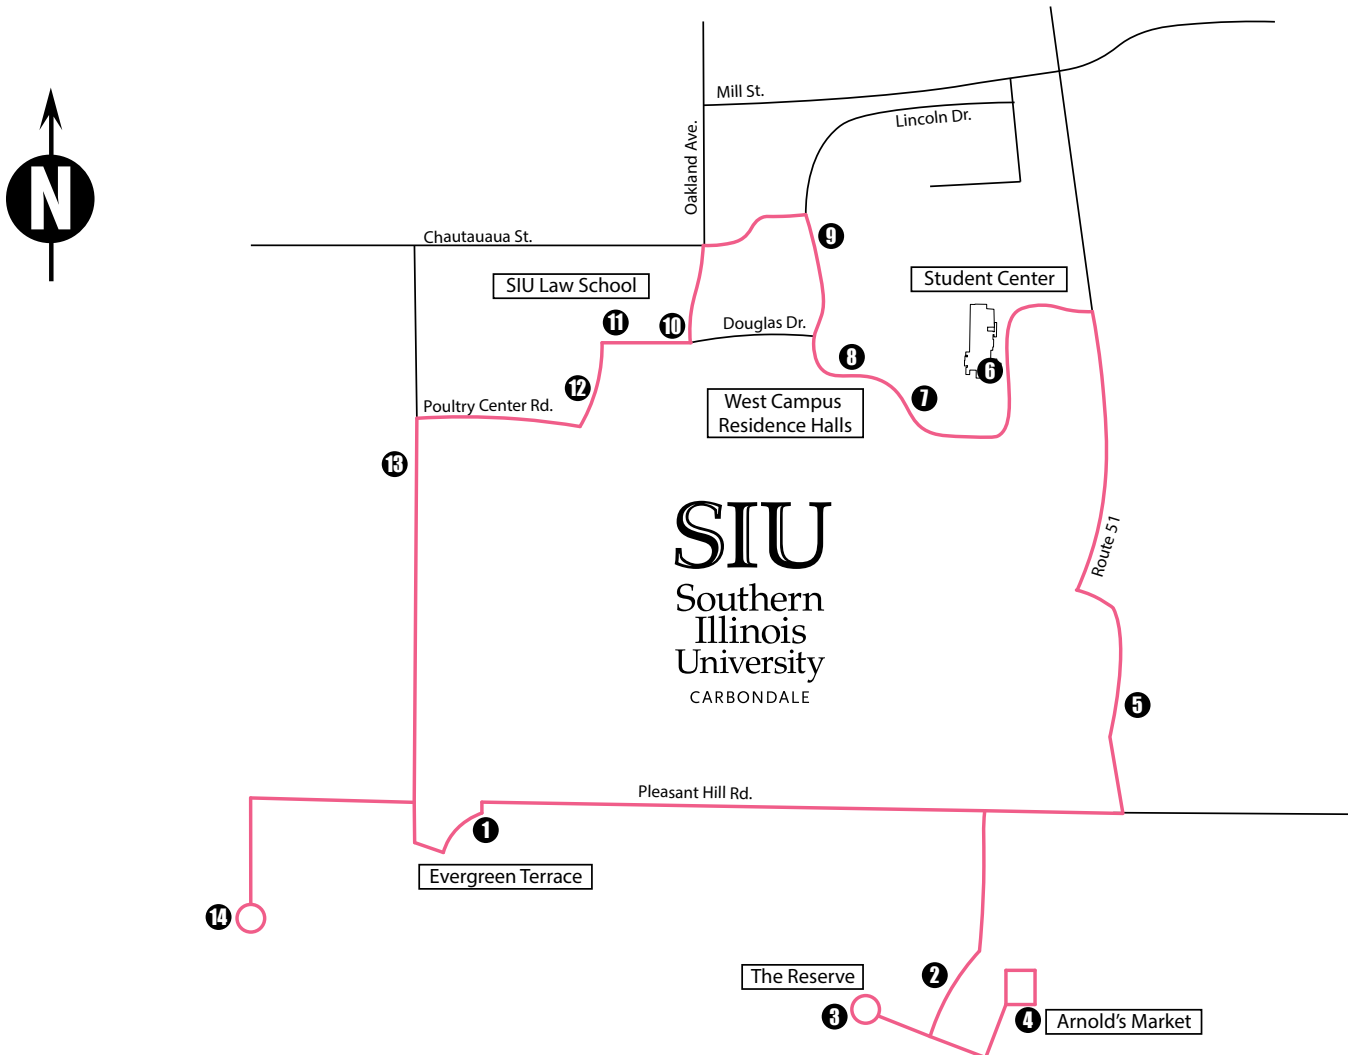 Mill St.
Lincoln Dr.
Oakland Ave.
N
Chautauaua St.
9
SIU Law School
Student Center
11
10
Douglas Dr.
8
6
12
7
Poultry Center Rd.
West Campus
Residence Halls
13
SIU
Southern
Illinois
University
CARBONDALE
Route 51
5
Pleasant Hill Rd.
1
Evergreen Terrace
14
The Reserve
2
3
4
Arnold's Market